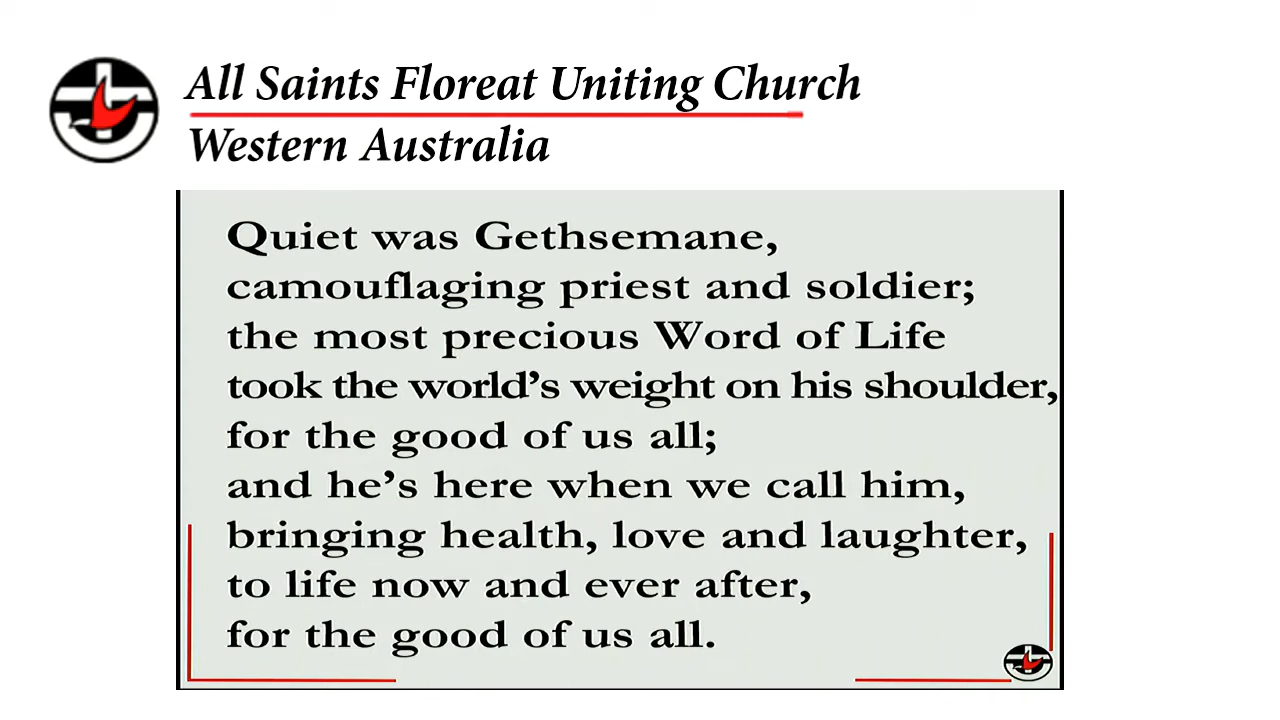 All Saints Floreat Uniting Church
Western Australia
Quiet was Gethsemane,
camouflaging priest and soldier;
the most precious Word of Life
took the world’s weight on his shoulder,
for the good of us all;
and he’s here when we call him,
bringing health, love and laughter,
to life now and ever after,
for the good of us all.